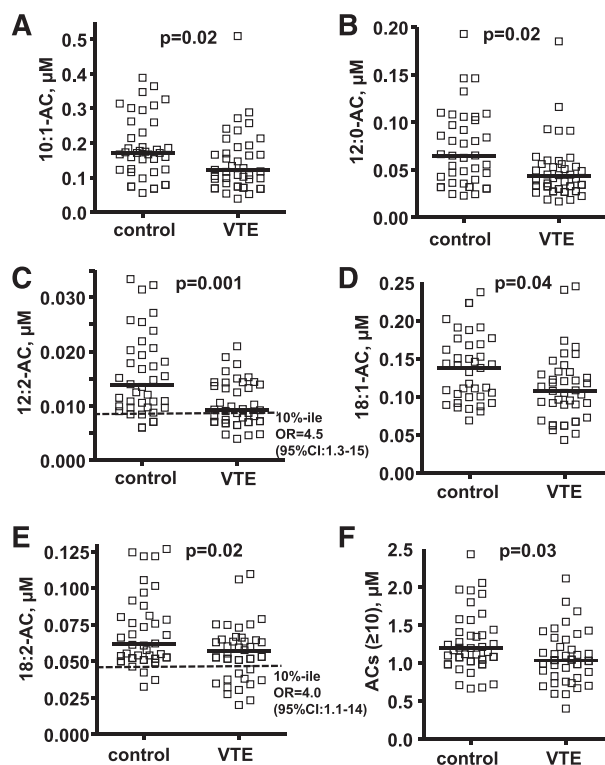 A
10:1-AC, µM
0.5
0.4
0.3
0.2
0.1
0.0
p=0.02
control
VTE
B
12:0-AC, µM
0.20
0.15
0.10
0.05
0.00
p=0.02
control
VTE
C
12:2-AC, µM
0.030
0.020
0.010
0.000
p=0.001
10%-ile
OR=4.5
(95%CI:1.3-15)
control
VTE
D
18:1-AC, µM
0.25
0.20
0.15
0.10
0.05
0.00
p=0.04
control
VTE
E
18:2-AC, µM
0.125
0.100
0.075
0.050
0.025
0.000
p=0.02
10%-ile
OR=4.0
(95%CI:1.1-14)
control
VTE
F
ACs (≥10), µM
2.5
2.0
1.5
1.0
0.5
0.0
p=0.03
control
VTE